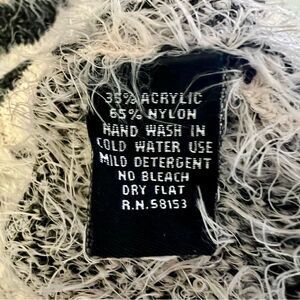 35% ACRYLIC
65% NYLON
HAND WASH IN
COLD WATER USE
MILD DETERGENT
NO BLEACH
DRY FLAT
R.N.58153